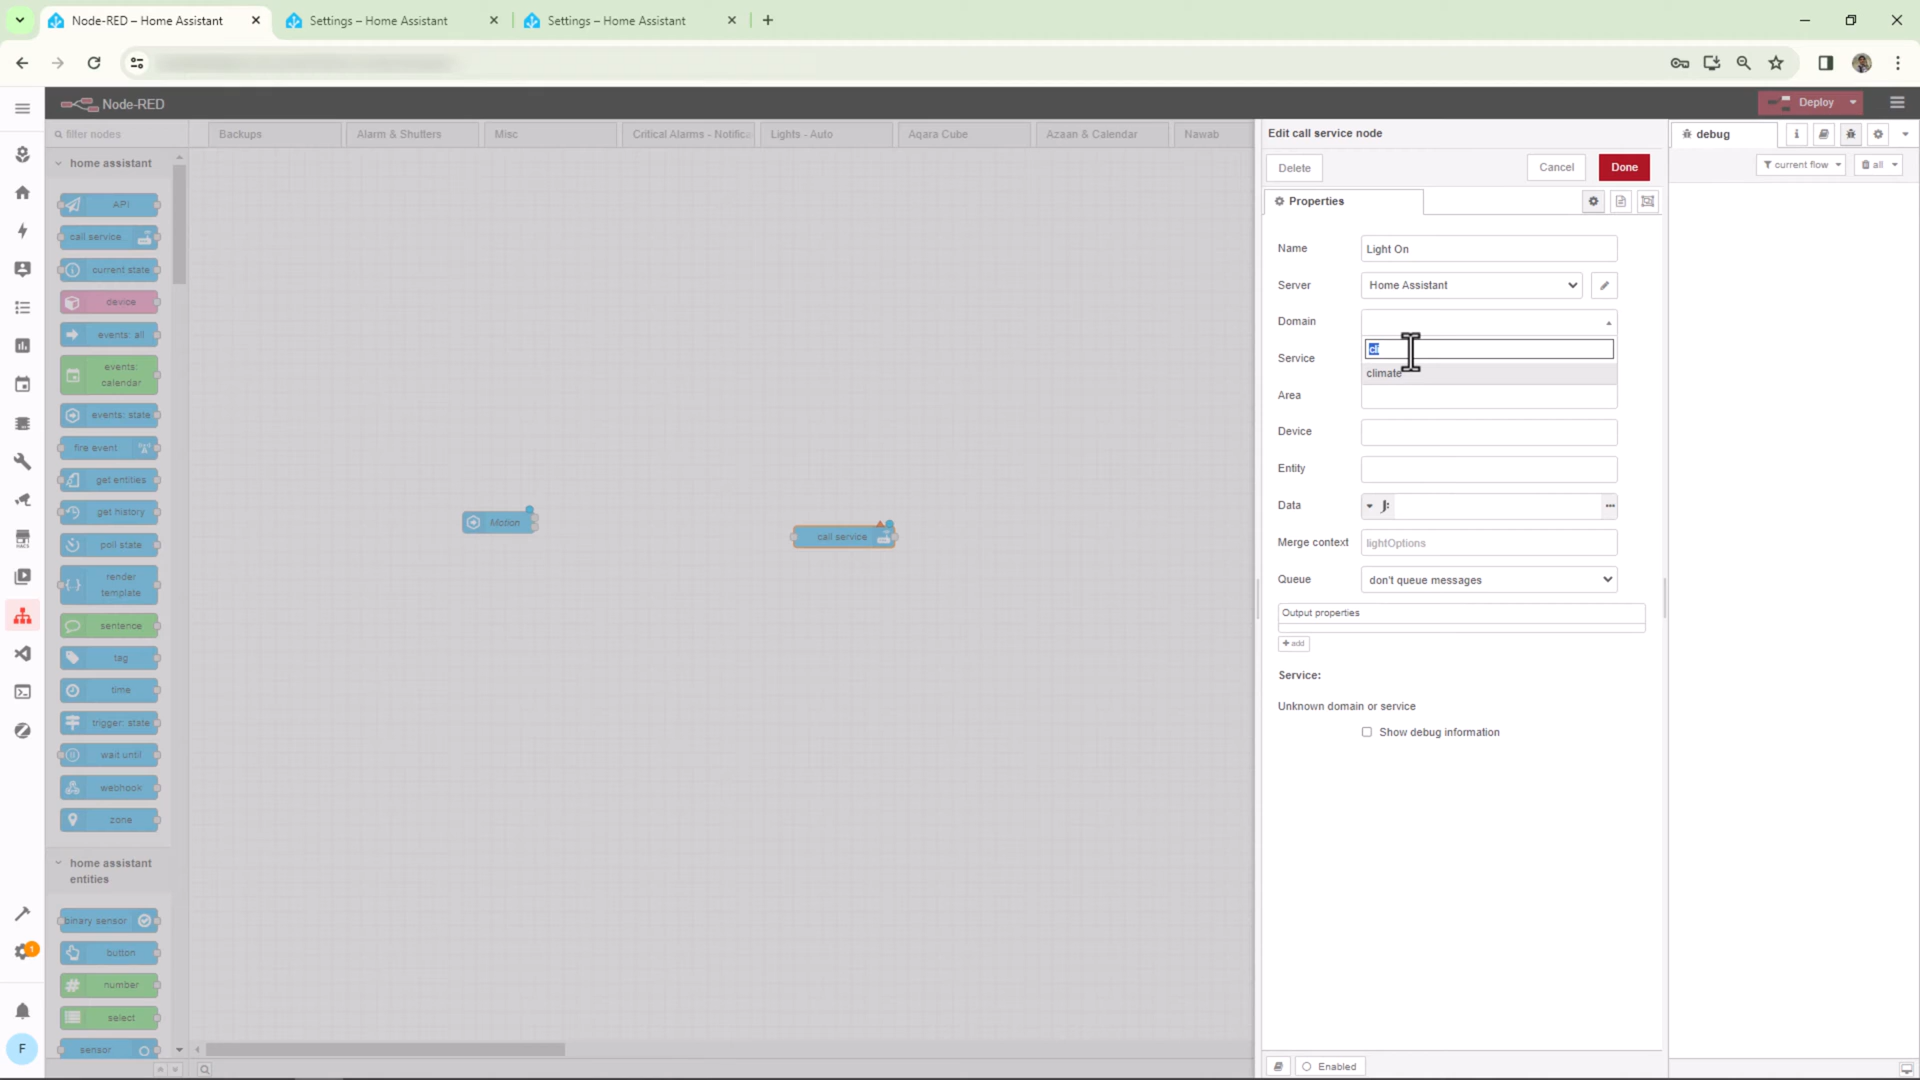 Node-RED – Home Assistant
Settings – Home Assistant
Settings – Home Assistant
Node-RED
Deploy
filter nodes
Backups
Alarm & Shutters
Misc
Critical Alarms - Notifica
Lights - Auto
Aqara Cube
Azaan & Calendar
Nawab
home assistant
API
call service
current state
device
events: all
events:
calendar
events: state
fire event
get entities
get history
poll state
render
template
sentence
tag
time
trigger: state
wait until
webhook
zone
home assistant
entities
binary sensor
button
number
select
sensor
HACS
1
F
Motion
call service
Edit call service node
Delete
Cancel
Done
Properties
Name
Light On
Server
Home Assistant
Domain
cl
climate
Service
Area
Device
Entity
Data
J:
Merge context
lightOptions
Queue
don't queue messages
Output properties
+ add
Service:
Unknown domain or service
Show debug information
Enabled
debug
current flow
all